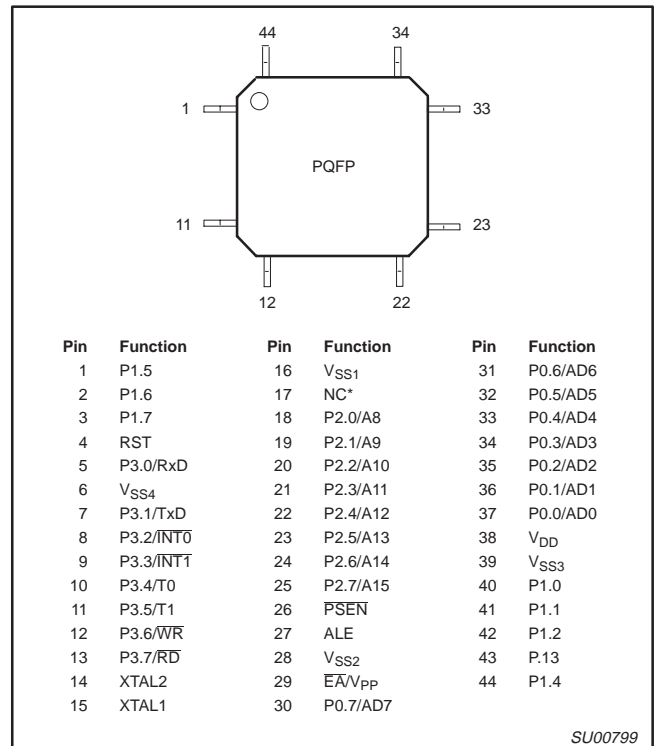 44 34
1 33
PQFP
11 23
12 22
Pin Function Pin Function Pin Function
1 P1.5 16 VSS1 31 P0.6/AD6
2 P1.6 17 NC* 32 P0.5/AD5
3 P1.7 18 P2.0/A8 33 P0.4/AD4
4 RST 19 P2.1/A9 34 P0.3/AD3
5 P3.0/RxD 20 P2.2/A10 35 P0.2/AD2
6 VSS4 21 P2.3/A11 36 P0.1/AD1
7 P3.1/TxD 22 P2.4/A12 37 P0.0/AD0
8 P3.2/INT0 23 P2.5/A13 38 VDD
9 P3.3/INT1 24 P2.6/A14 39 VSS3
10 P3.4/T0 25 P2.7/A15 40 P1.0
11 P3.5/T1 26 PSEN 41 P1.1
12 P3.6/WR 27 ALE 42 P1.2
13 P3.7/RD 28 VSS2 43 P.13
14 XTAL2 29 EA/VPP 44 P1.4
15 XTAL1 30 P0.7/AD7
SU00799